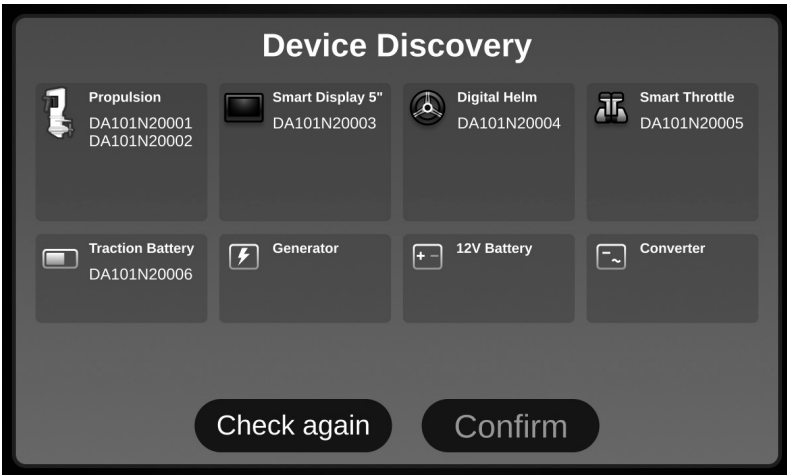 Device Discovery
Propulsion
DA101N20001
DA101N20002
Smart Display 5"
DA101N20003
Digital Helm
DA101N20004
Smart Throttle
DA101N20005
Traction Battery
DA101N20006
Generator
12V Battery
Converter
Check again
Confirm